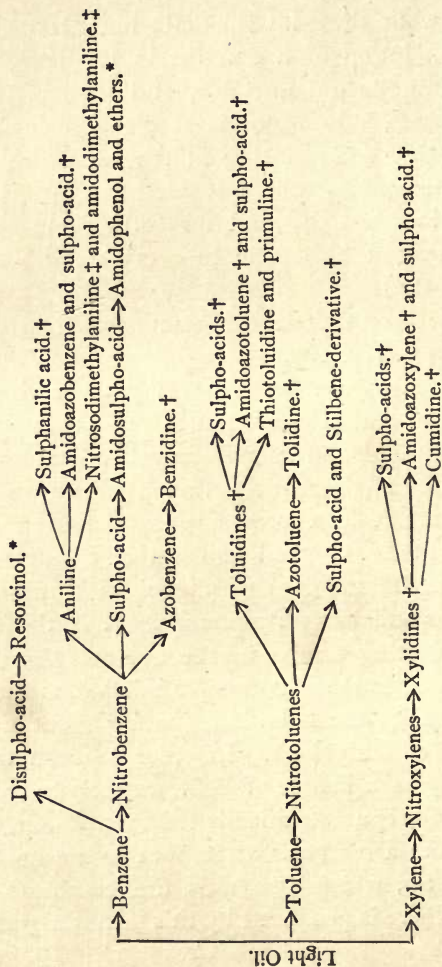 Disulpho-acid→Resorcinol.*
Sulphanilic acid.†
Aniline
Amidoazobenzene and sulpho-acid.†
Nitrosodimethylaniline‡ and amidodimethylaniline.‡
Benzene→Nitrobenzene
Sulpho-acid→Amidosulpho-acid→Amidophenol and ethers.*
Azobenzene→Benzidine.†
Light Oil.
Sulpho-acids.†
Toluidines†
Amidoazotoluene† and sulpho-acid.†
Thiotoluidine and primuline.†
Toluene→Nitrotoluenes
Azotoluene→Tolidine.†
Sulpho-acid and Stilbene-derivative.†
Sulpho-acids.†
Xylene→Nitroxylenes→Xylidines†
Amidoazoxylene† and sulpho-acid.†
Cumidine.†